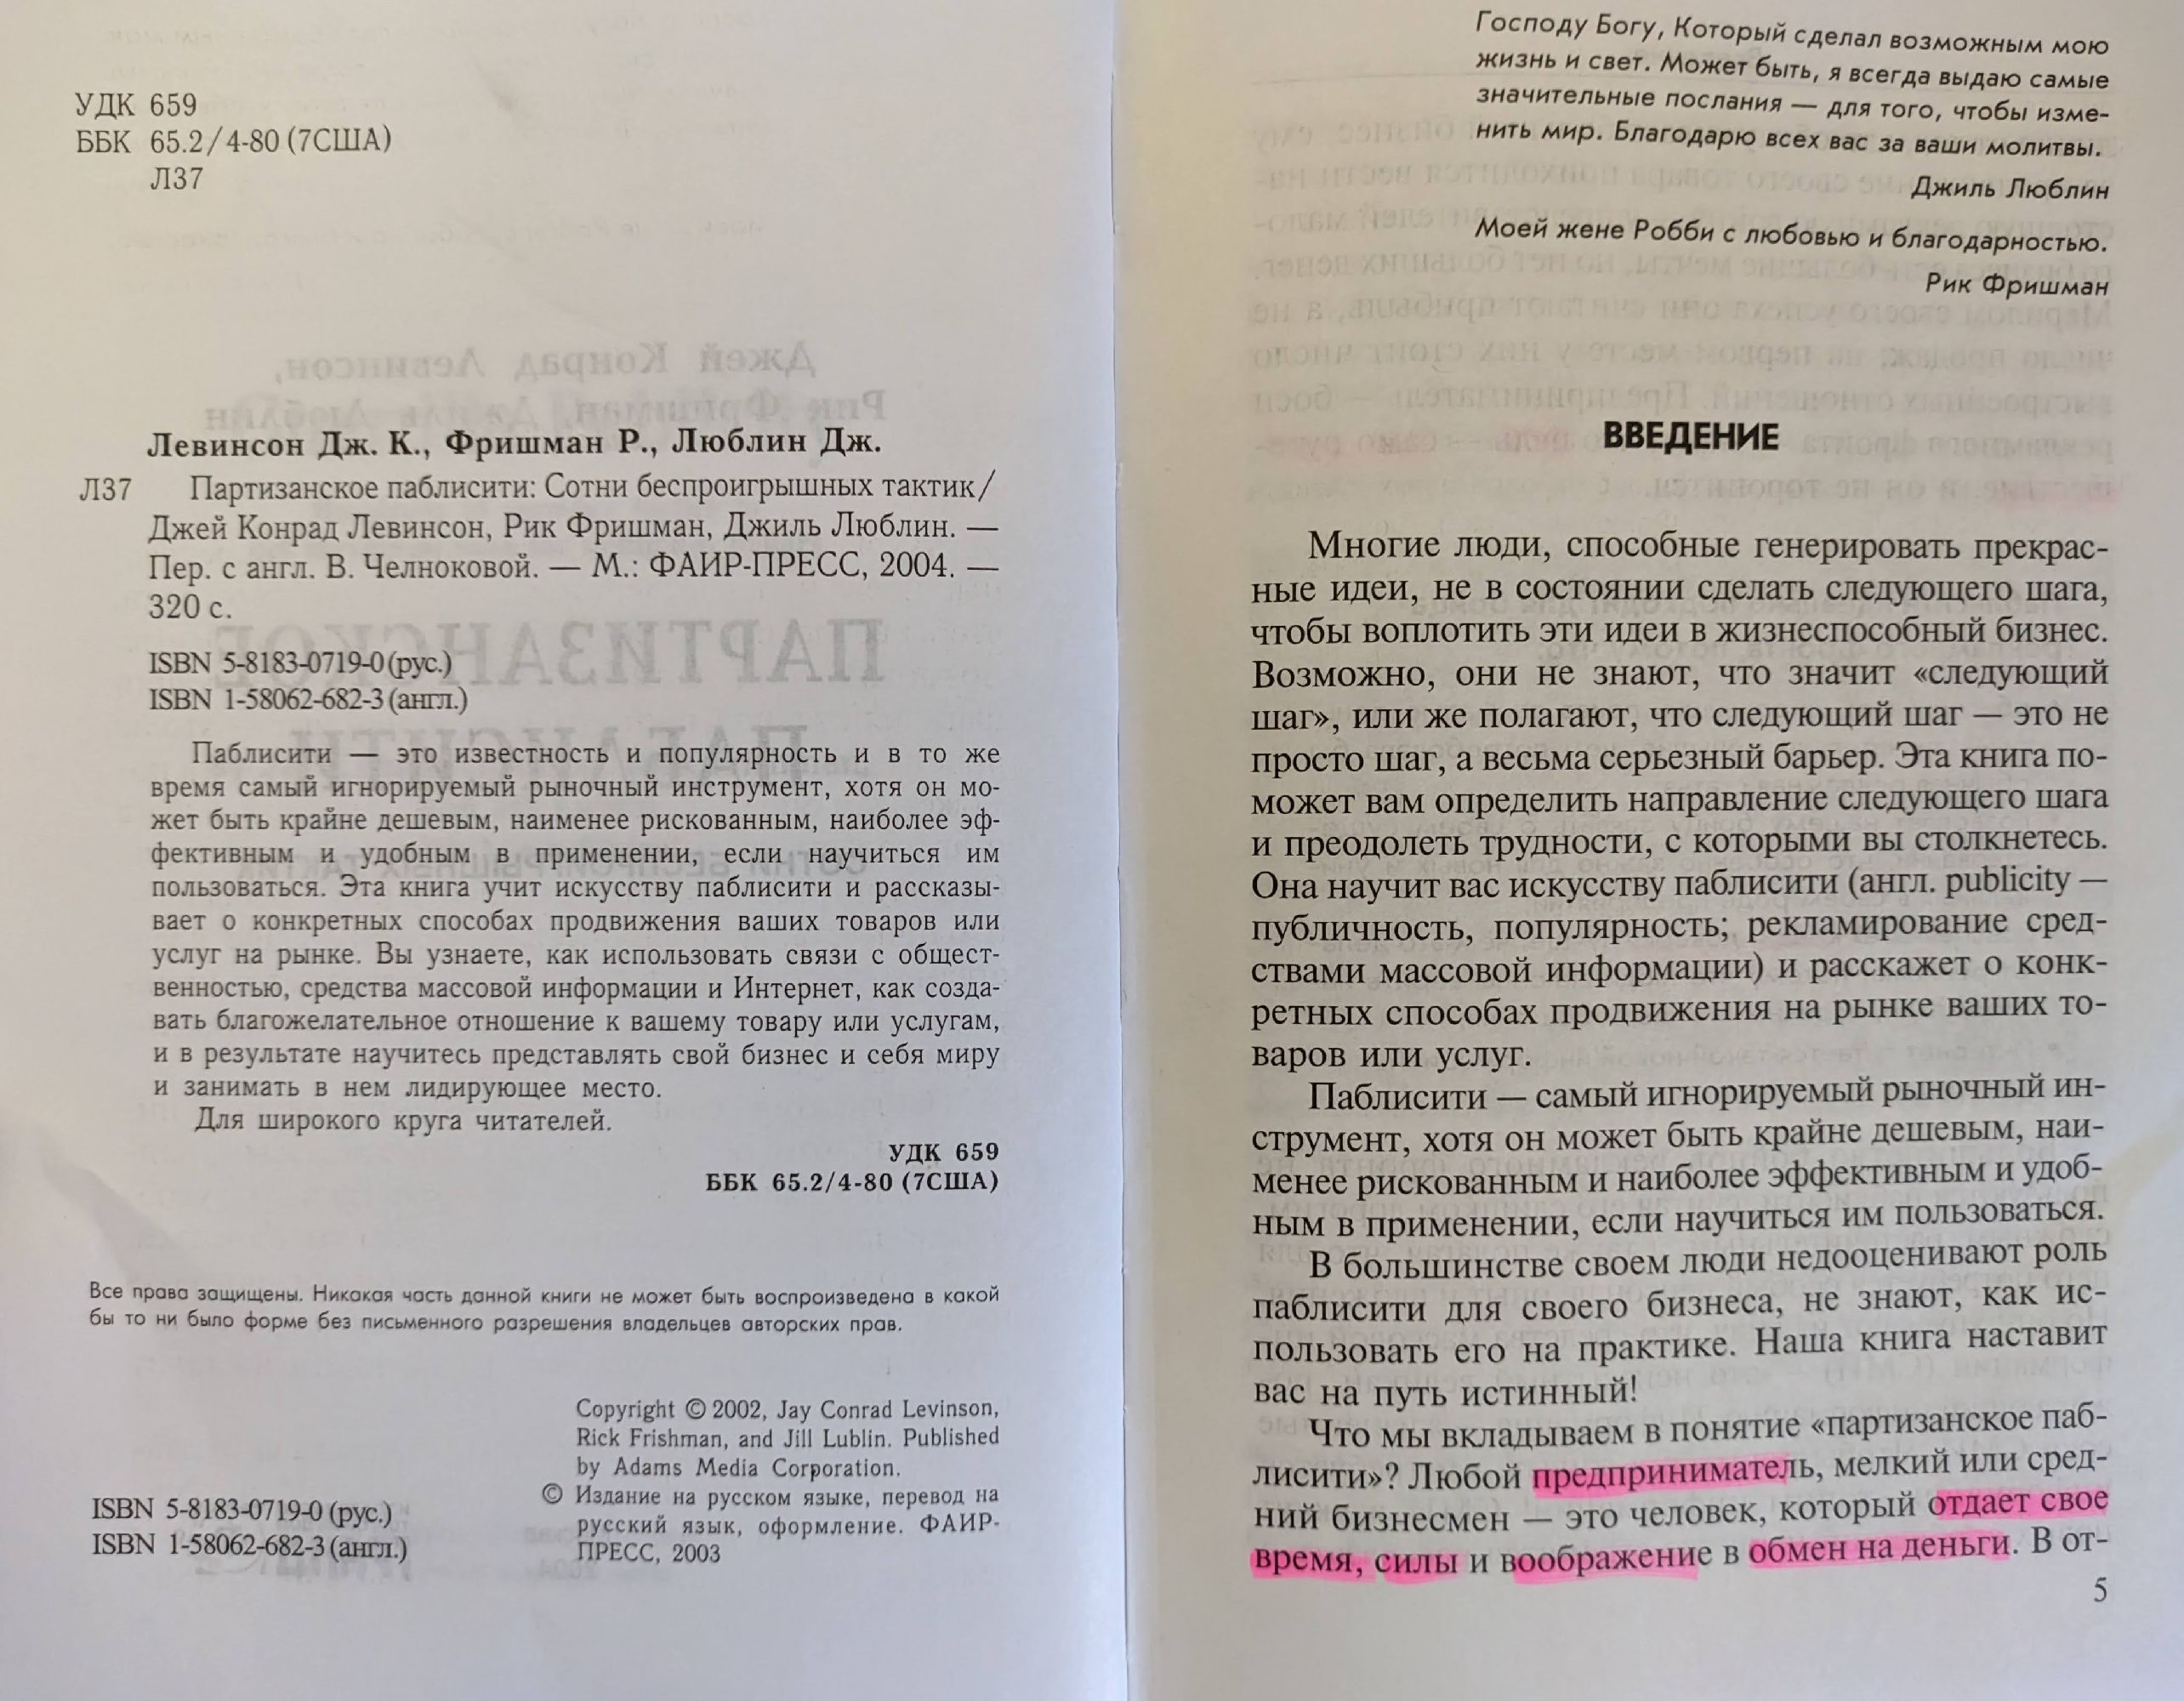 УДК 659
ББК 65.2/4-80 (7США)
Л37
Левинсон Дж. К., Фришман Р., Люблин Дж.
Л37 Партизанское паблисити: Сотни беспроигрышных тактик/
Джей Конрад Левинсон, Рик Фришман, Джиль Люблин. —
Пер. с англ. В. Челноковой. — М.: ФАИР-ПРЕСС, 2004. —
320 с.
ISBN 5-8183-0719-0 (рус.)
ISBN 1-58062-682-3 (англ.)
Паблисити — это известность и популярность и в то же
время самый игнорируемый рыночный инструмент, хотя он мо-
жет быть крайне дешевым, наименее рискованным, наиболее эф-
фективным и удобным в применении, если научиться им
пользоваться. Эта книга учит искусству паблисити и рассказы-
вает о конкретных способах продвижения ваших товаров или
услуг на рынке. Вы узнаете, как использовать связи с общест-
венностью, средства массовой информации и Интернет, как созда-
вать благожелательное отношение к вашему товару или услугам,
и в результате научитесь представлять свой бизнес и себя миру
и занимать в нем лидирующее место.
Для широкого круга читателей.
УДК 659
ББК 65.2/4-80 (7США)
Все права защищены. Никакая часть данной книги не может быть воспроизведена в какой
бы то ни было форме без письменного разрешения владельцев авторских прав.
Copyright © 2002, Jay Conrad Levinson,
Rick Frishman, and Jill Lublin. Published
by Adams Media Corporation.
© Издание на русском языке, перевод на
русский язык, оформление. ФАИР-
ПРЕСС, 2003
ISBN 5-8183-0719-0 (рус.)
ISBN 1-58062-682-3 (англ.)
Господу Богу, Который сделал возможным мою
жизнь и свет. Может быть, я всегда выдаю самые
значительные послания — для того, чтобы изме-
нить мир. Благодарю всех вас за ваши молитвы.
Джиль Люблин
Моей жене Робби с любовью и благодарностью.
Рик Фришман
ВВЕДЕНИЕ
Многие люди, способные генерировать прекрас-
ные идеи, не в состоянии сделать следующего шага,
чтобы воплотить эти идеи в жизнеспособный бизнес.
Возможно, они не знают, что значит «следующий
шаг», или же полагают, что следующий шаг — это не
просто шаг, а весьма серьезный барьер. Эта книга по-
может вам определить направление следующего шага
и преодолеть трудности, с которыми вы столкнетесь.
Она научит вас искусству паблисити (англ. publicity —
публичность, популярность; рекламирование сред-
ствами массовой информации) и расскажет о конк-
ретных способах продвижения на рынке ваших то-
варов или услуг.
Паблисити — самый игнорируемый рыночный ин-
струмент, хотя он может быть крайне дешевым, наи-
менее рискованным и наиболее эффективным и удоб-
ным в применении, если научиться им пользоваться.
В большинстве своем люди недооценивают роль
паблисити для своего бизнеса, не знают, как ис-
пользовать его на практике. Наша книга наставит
вас на путь истинный!
Что мы вкладываем в понятие «партизанское паб-
лисити»? Любой предприниматель, мелкий или сред-
ний бизнесмен — это человек, который отдает свое
время, силы и воображение в обмен на деньги. В от-
5